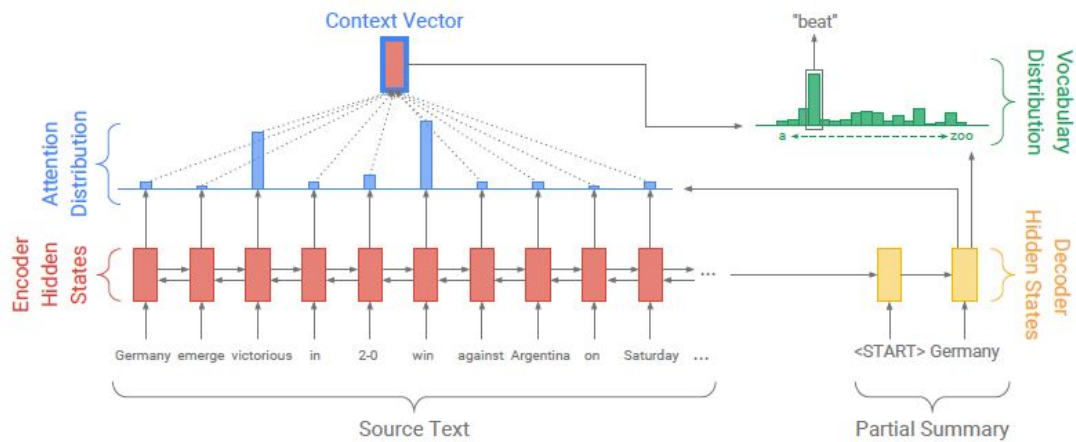 Context Vector
"beat"
Vocabulary
Distribution
a
zoo
Attention
Distribution
Encoder
Hidden
States
...
Decoder
Hidden States
Germany emerge victorious in 2-0 win against Argentina on Saturday ...
<START> Germany
Source Text
Partial Summary